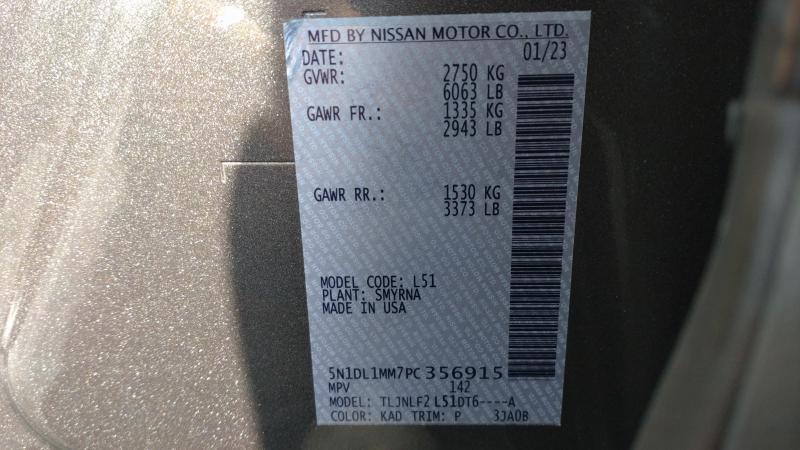 MFD BY NISSAN MOTOR CO., LTD.
DATE: 01/23
GVWR: 2750 KG
6063 LB
GAWR FR.: 1335 KG
2943 LB
GAWR RR.: 1530 KG
3373 LB
MODEL CODE: L51
PLANT: SMYRNA
MADE IN USA
5N1DL1MM7PC356915
MPV 142
MODEL: TLJNLF2 L51DT6----A
COLOR: KAD TRIM: P 3JA0B